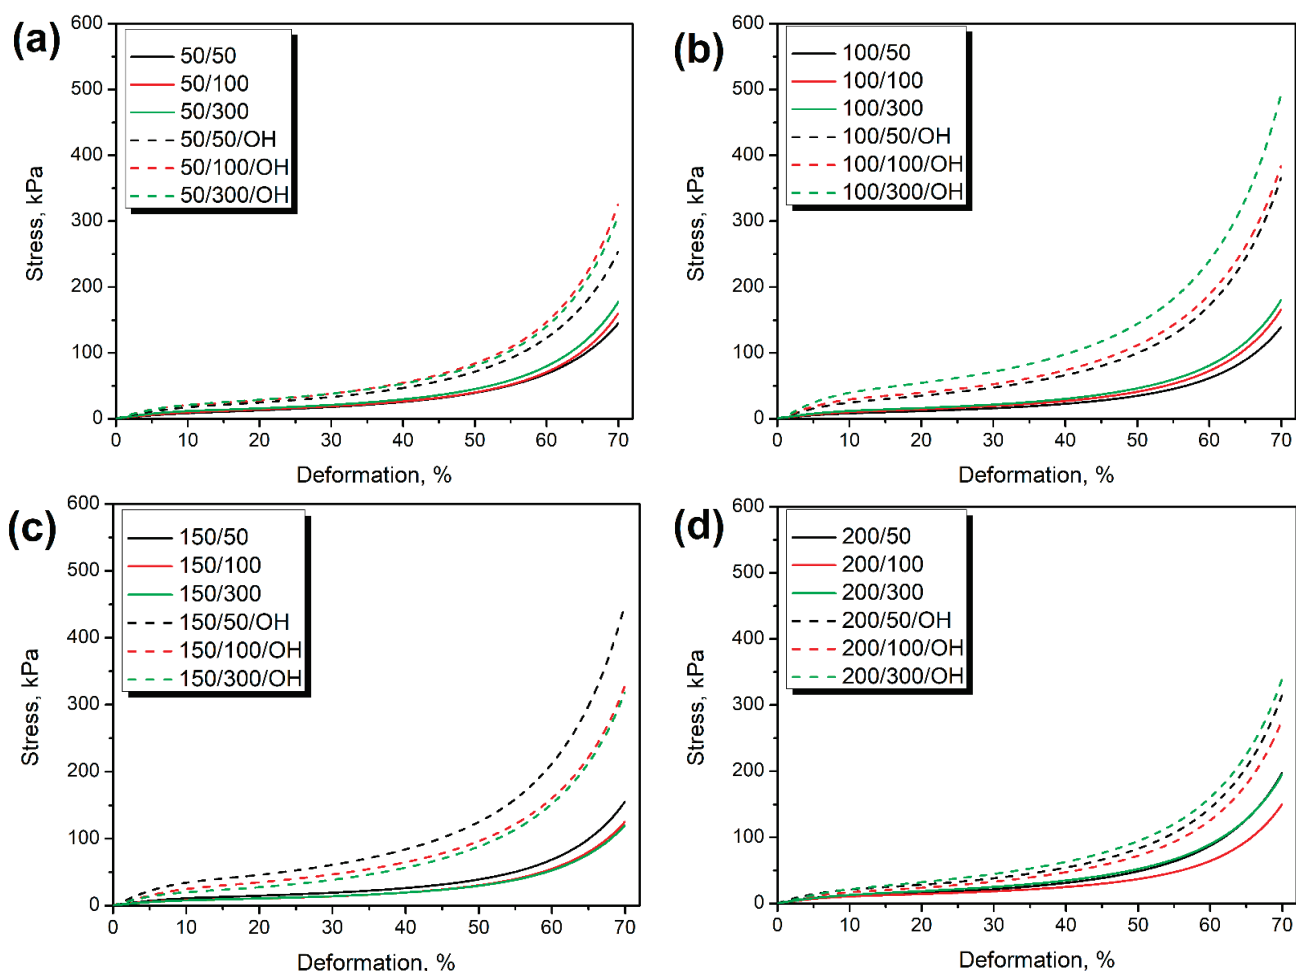 (a)
600
500
400
300
200
100
0
0 10 20 30 40 50 60 70
Stress, kPa
Deformation, %
50/50
50/100
50/300
50/50/OH
50/100/OH
50/300/OH
(b)
600
500
400
300
200
100
0
0 10 20 30 40 50 60 70
Stress, kPa
Deformation, %
100/50
100/100
100/300
100/50/OH
100/100/OH
100/300/OH
(c)
600
500
400
300
200
100
0
0 10 20 30 40 50 60 70
Stress, kPa
Deformation, %
150/50
150/100
150/300
150/50/OH
150/100/OH
150/300/OH
(d)
600
500
400
300
200
100
0
0 10 20 30 40 50 60 70
Stress, kPa
Deformation, %
200/50
200/100
200/300
200/50/OH
200/100/OH
200/300/OH